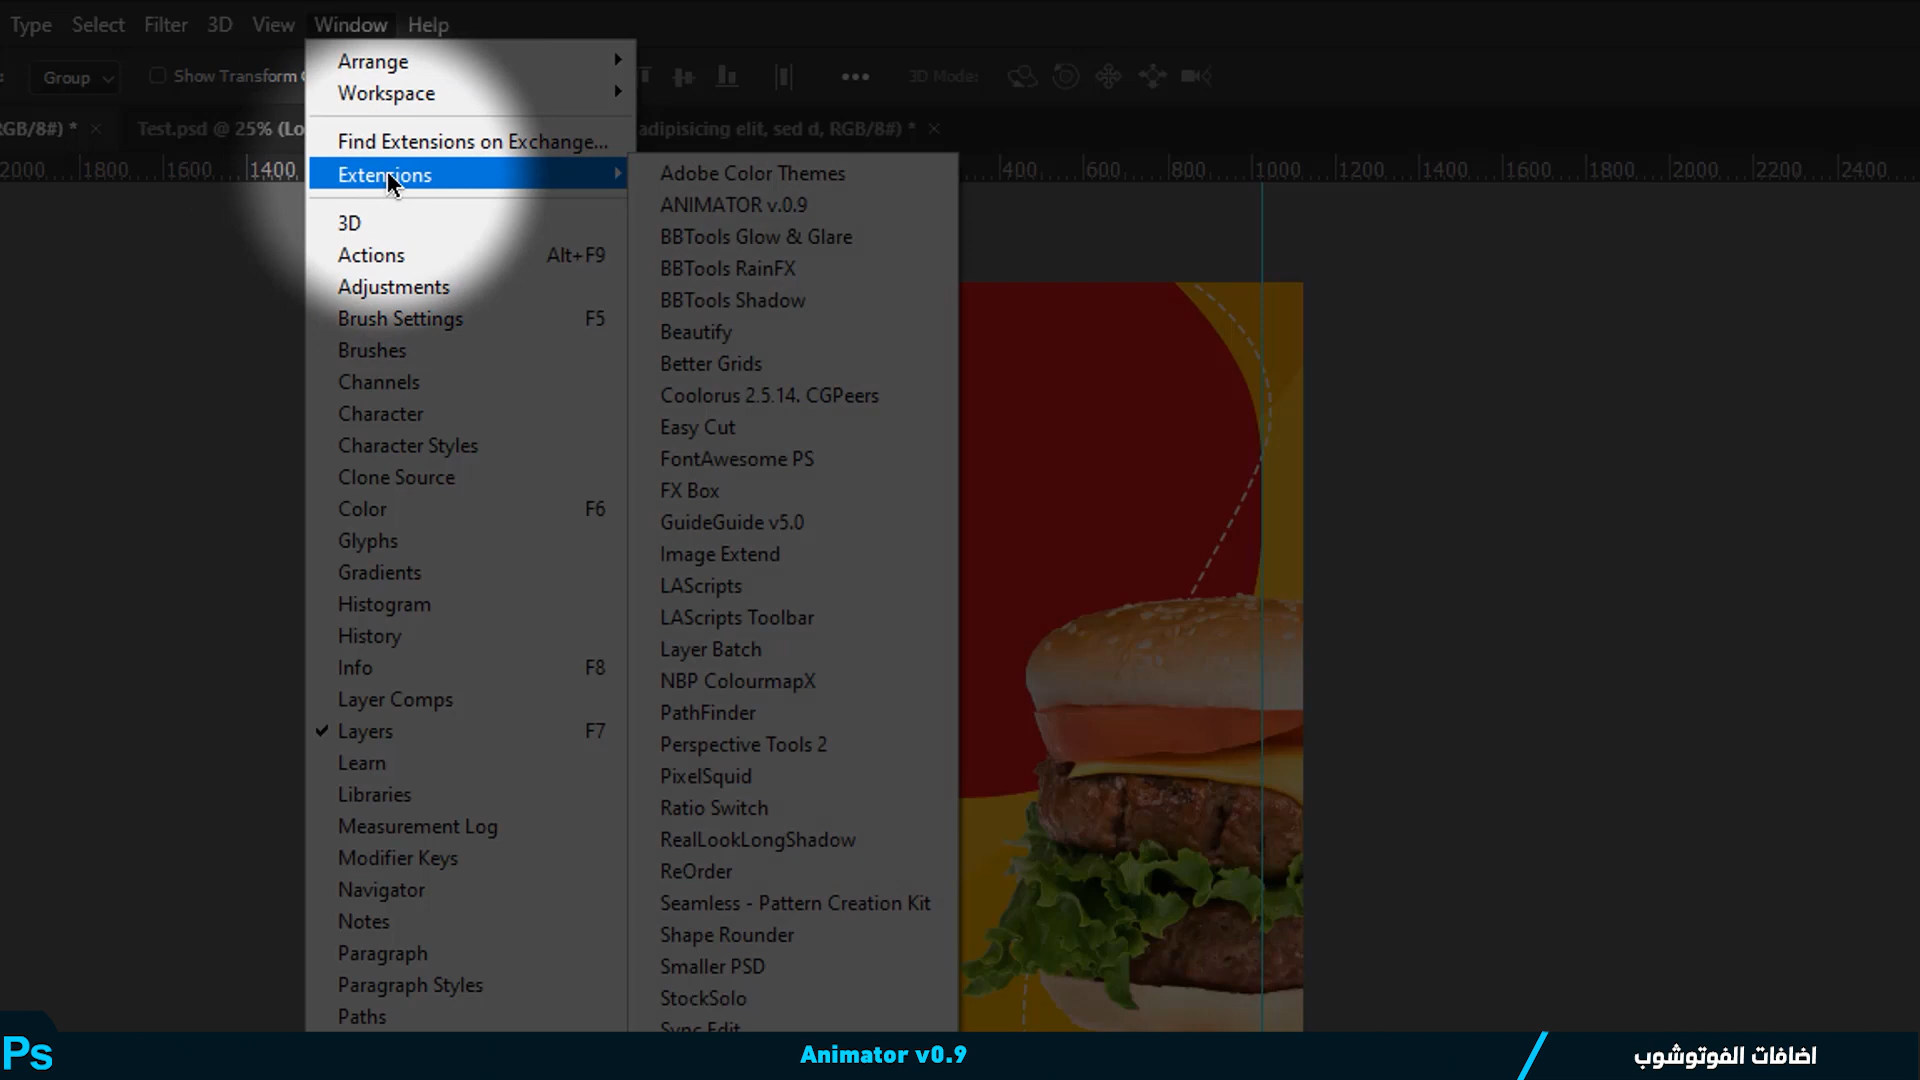 Type Select Filter 3D View Window Help
Group Show Transform 3D Mode:
RGB/8#) * Test.psd @ 25% (Lo adipisicing elit, sed d, RGB/8#) *
2000 1800 1600 1400 400 600 800 1000 1200 1400 1600 1800 2000 2200 2400
Arrange
Workspace
Find Extensions on Exchange...
Extensions
3D
Actions Alt+F9
Adjustments
Brush Settings F5
Brushes
Channels
Character
Character Styles
Clone Source
Color F6
Glyphs
Gradients
Histogram
History
Info F8
Layer Comps
Layers F7
Learn
Libraries
Measurement Log
Modifier Keys
Navigator
Notes
Paragraph
Paragraph Styles
Paths
Adobe Color Themes
ANIMATOR v.0.9
BBTools Glow & Glare
BBTools RainFX
BBTools Shadow
Beautify
Better Grids
Coolorus 2.5.14. CGPeers
Easy Cut
FontAwesome PS
FX Box
GuideGuide v5.0
Image Extend
LAScripts
LAScripts Toolbar
Layer Batch
NBP ColourmapX
PathFinder
Perspective Tools 2
PixelSquid
Ratio Switch
RealLookLongShadow
ReOrder
Seamless - Pattern Creation Kit
Shape Rounder
Smaller PSD
StockSolo
Sync Edit
Ps
Animator v0.9
اضافات الفوتوشوب